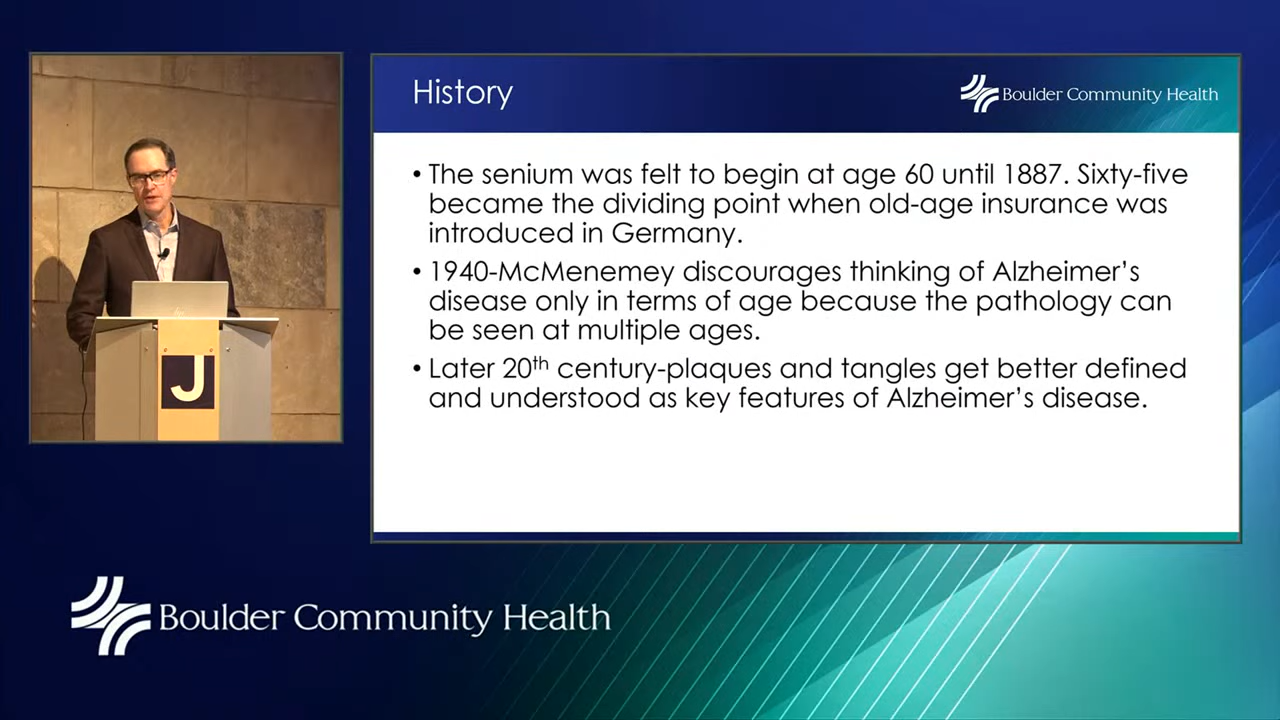 History
Boulder Community Health
• The senium was felt to begin at age 60 until 1887. Sixty-five
became the dividing point when old-age insurance was
introduced in Germany.
• 1940-McMenemey discourages thinking of Alzheimer's
disease only in terms of age because the pathology can
be seen at multiple ages.
• Later 20th century-plaques and tangles get better defined
and understood as key features of Alzheimer's disease.
J
Boulder Community Health